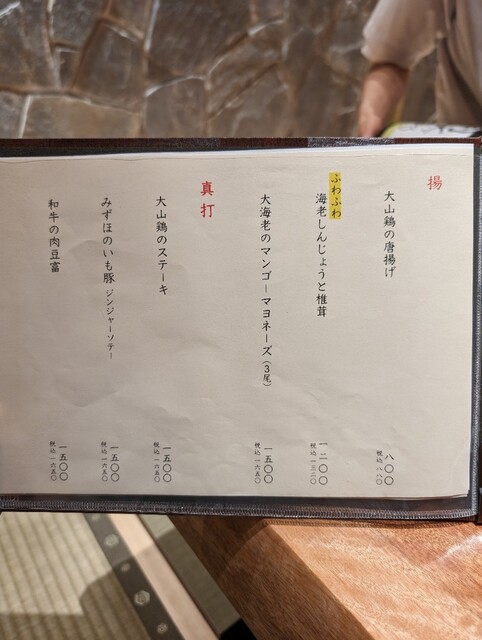 揚
大山鶏の唐揚げ
八〇〇
税込 八八〇
ふわふわ
海老しんじょうと椎茸
一二〇〇
税込 一三二〇
大海老のマンゴーマヨネーズ(3尾)
一五〇〇
税込 一六五〇
真打
大山鶏のステーキ
一五〇〇
税込 一六五〇
みずほのいも豚 ジンジャーソテー
一五〇〇
税込 一六五〇
和牛の肉豆富
一五〇〇
税込 一六五〇